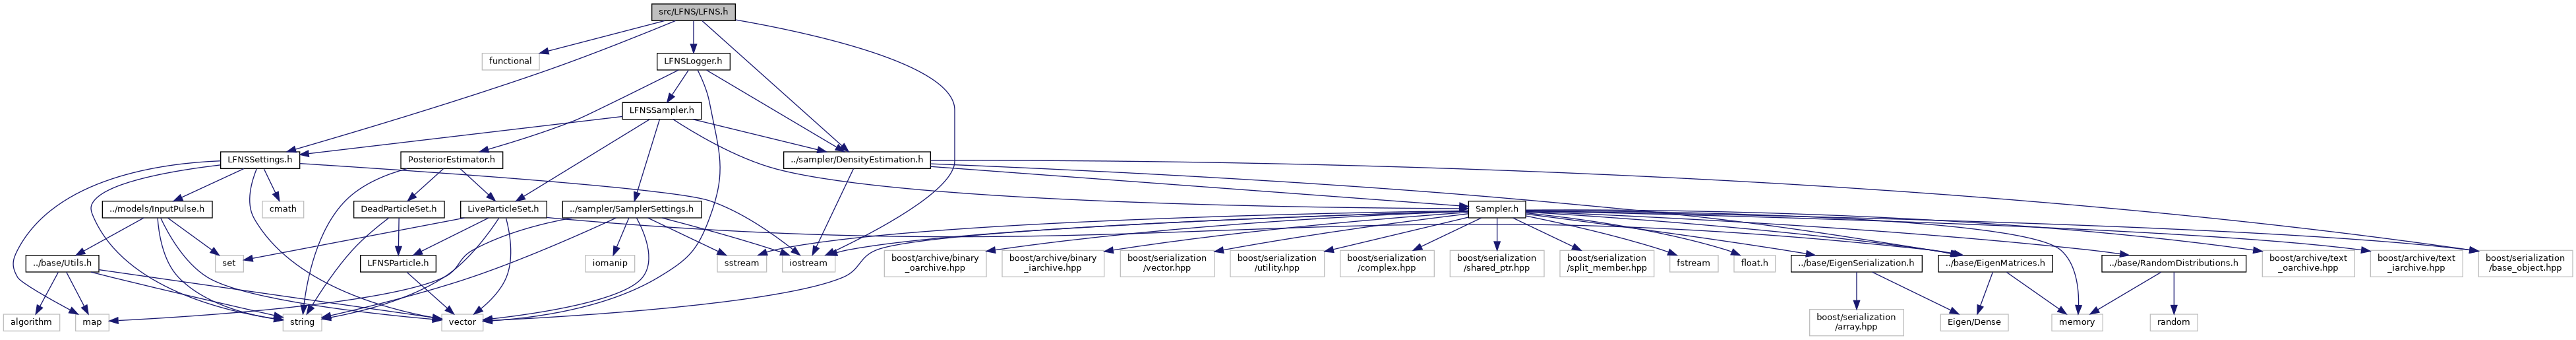 src/LFNS/LFNS.h
functional
LFNSLogger.h
LFNSSampler.h
LFNSSettings.h
PosteriorEstimator.h
../sampler/DensityEstimation.h
../models/InputPulse.h
cmath
DeadParticleSet.h
LiveParticleSet.h
../sampler/SamplerSettings.h
Sampler.h
../base/Utils.h
set
LFNSParticle.h
iomanip
sstream
iostream
boost/archive/binary
_oarchive.hpp
boost/archive/binary
_iarchive.hpp
boost/serialization
/vector.hpp
boost/serialization
/utility.hpp
boost/serialization
/complex.hpp
boost/serialization
/shared_ptr.hpp
boost/serialization
/split_member.hpp
fstream
float.h
../base/EigenSerialization.h
../base/EigenMatrices.h
../base/RandomDistributions.h
boost/archive/text
_oarchive.hpp
boost/archive/text
_iarchive.hpp
boost/serialization
/base_object.hpp
algorithm
map
string
vector
boost/serialization
/array.hpp
Eigen/Dense
memory
random